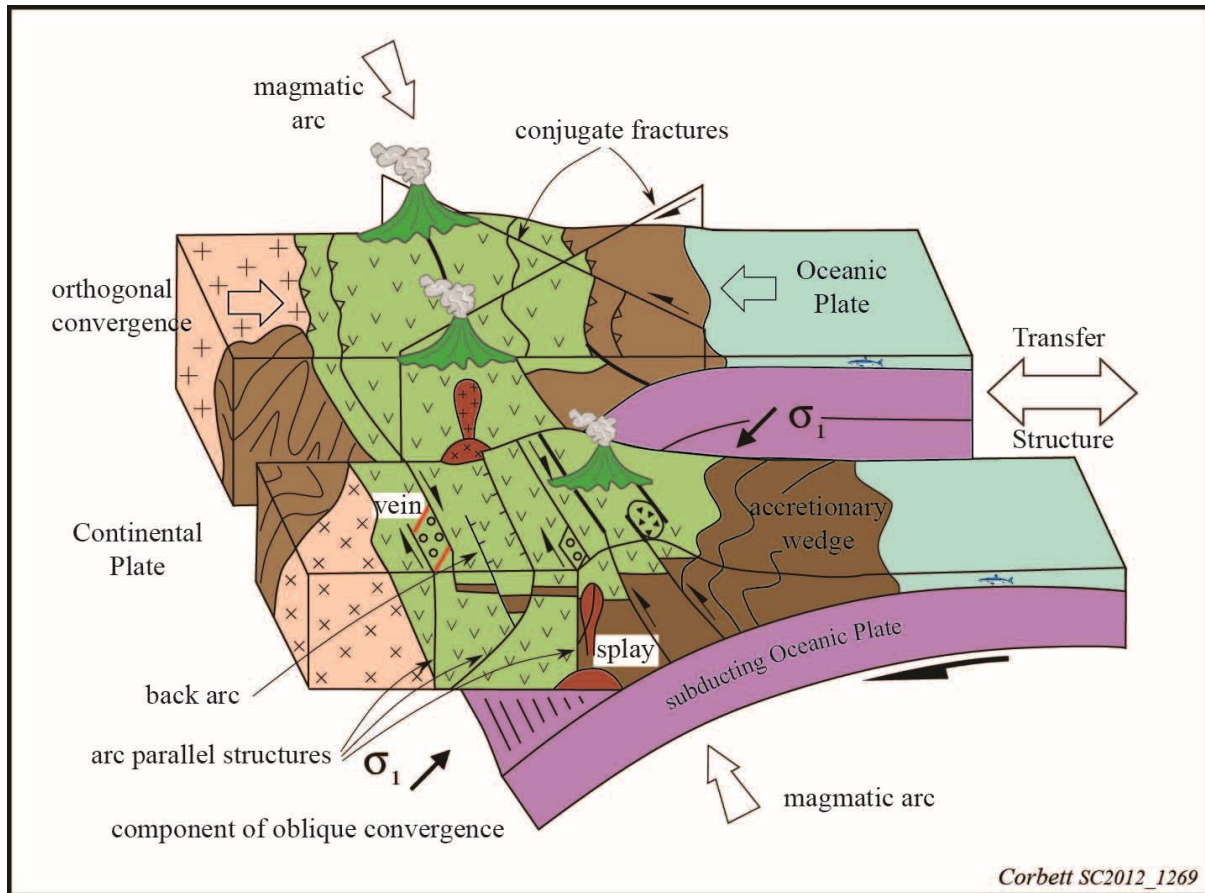 magmatic
arc
conjugate fractures
orthogonal
convergence
Oceanic
Plate
Transfer
Structure
σ1
vein
accretionary
wedge
Continental
Plate
splay
subducting Oceanic Plate
back arc
arc parallel structures
σ1
magmatic arc
component of oblique convergence
Corbett SC2012_1269